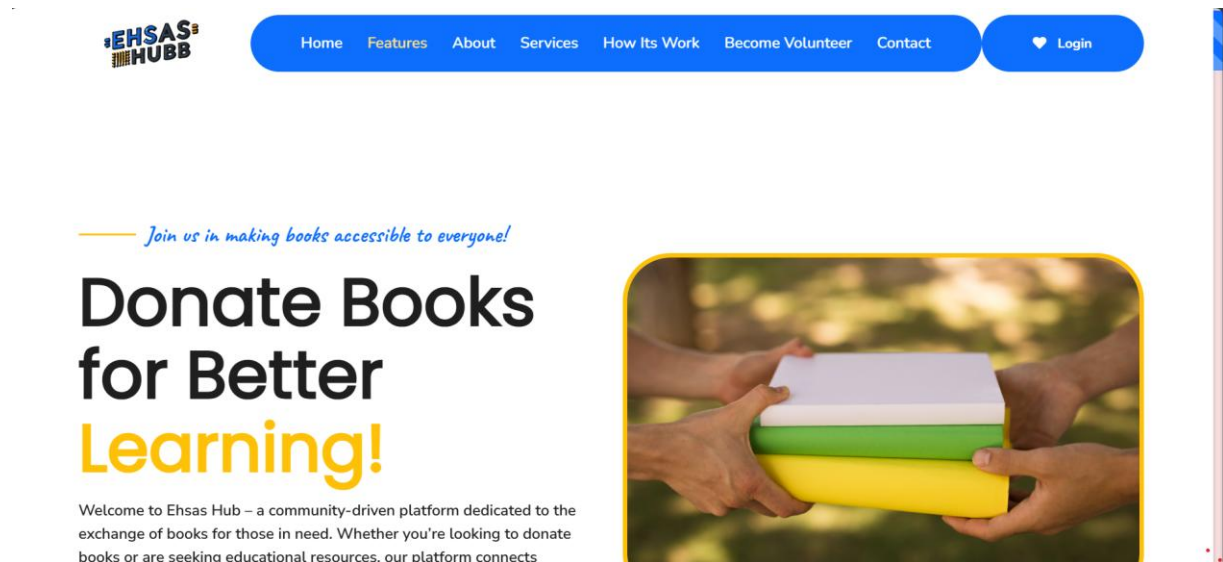 EHSAS
HUBB
Home Features About Services How Its Work Become Volunteer Contact Login
Join us in making books accessible to everyone!
Donate Books
for Better
Learning!
Welcome to Ehsas Hub – a community-driven platform dedicated to the
exchange of books for those in need. Whether you're looking to donate
books or are seeking educational resources, our platform connects